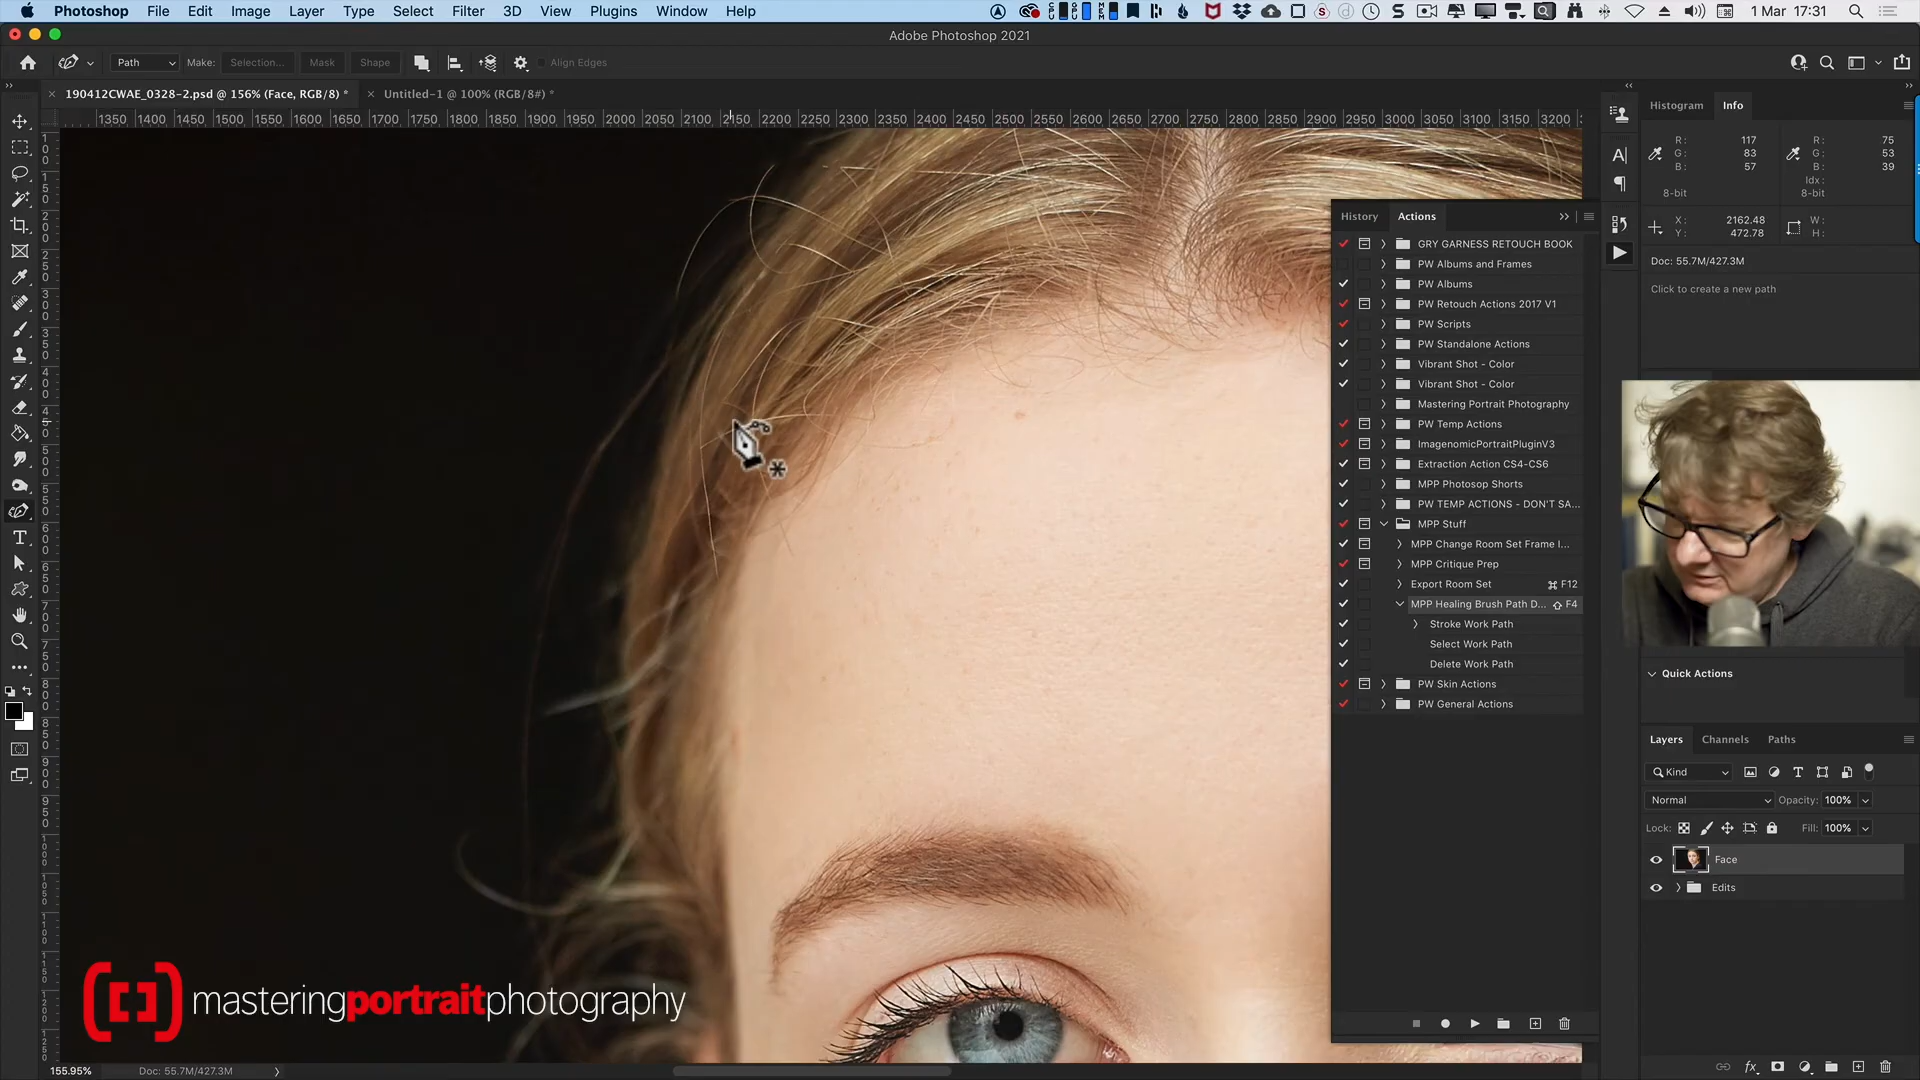 Photoshop File Edit Image Layer Type Select Filter 3D View Plugins Window Help 1 Mar 17:31
Adobe Photoshop 2021
Path Make: Selection... Mask Shape Align Edges
190412CWAE_0328-2.psd @ 156% (Face, RGB/8) * Untitled-1 @ 100% (RGB/8#) *
1350 1400 1450 1500 1550 1600 1650 1700 1750 1800 1850 1900 1950 2000 2050 2100 2150 2200 2250 2300 2350 2400 2450 2500 2550 2600 2650 2700 2750 2800 2850 2900 2950 3000 3050 3100 3150 3200
Histogram Info
R: 117 R: 75
G: 83 G: 53
B: 57 B: 39
Idx:
8-bit 8-bit
X: 2162.48 W:
Y: 472.78 H:
Doc: 55.7M/427.3M
Click to create a new path
History Actions
GRY GARNESS RETOUCH BOOK
PW Albums and Frames
PW Albums
PW Retouch Actions 2017 V1
PW Scripts
PW Standalone Actions
Vibrant Shot - Color
Vibrant Shot - Color
Mastering Portrait Photography
PW Temp Actions
ImagenomicPortraitPluginV3
Extraction Action CS4-CS6
MPP Photosop Shorts
PW TEMP ACTIONS - DON'T SA...
MPP Stuff
MPP Change Room Set Frame I...
MPP Critique Prep
Export Room Set ⌘ F12
MPP Healing Brush Path D... F4
Stroke Work Path
Select Work Path
Delete Work Path
PW Skin Actions
PW General Actions
Quick Actions
Layers Channels Paths
Kind
Normal Opacity: 100%
Lock: Fill: 100%
Face
Edits
masteringportraitphotography
155.95% Doc: 55.7M/427.3M